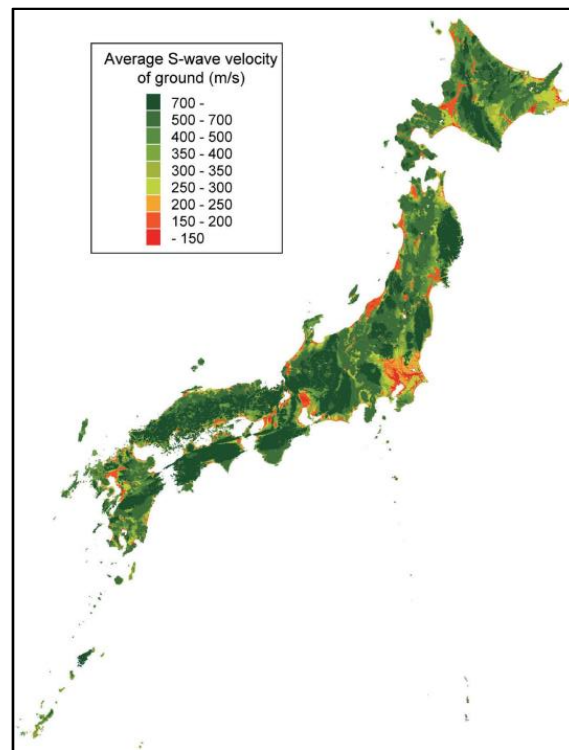 Average S-wave velocity
of ground (m/s)
700 -
500 - 700
400 - 500
350 - 400
300 - 350
250 - 300
200 - 250
150 - 200
- 150